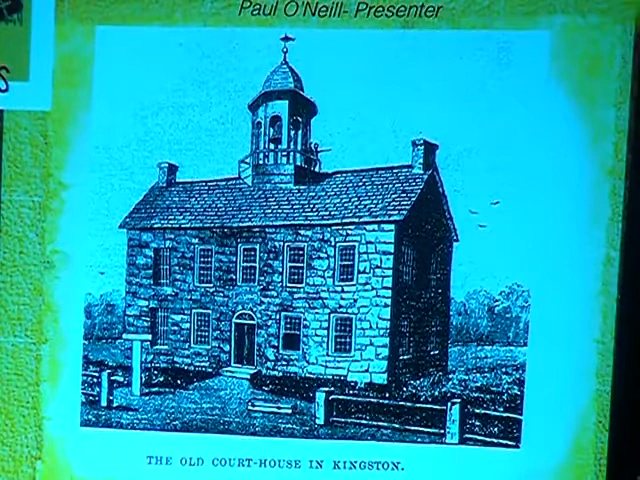 Paul O'Neill- Presenter
S
THE OLD COURT-HOUSE IN KINGSTON.